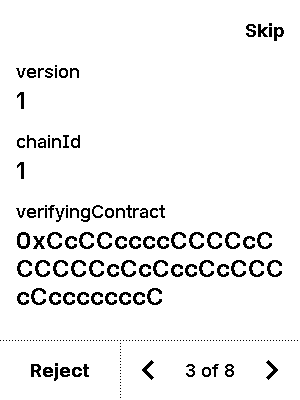 Skip
version
1
chainId
1
verifyingContract
0xCcCCccccCCCCcC
CCCCCcCcCccCcCCC
cCcccccccC
Reject
3 of 8